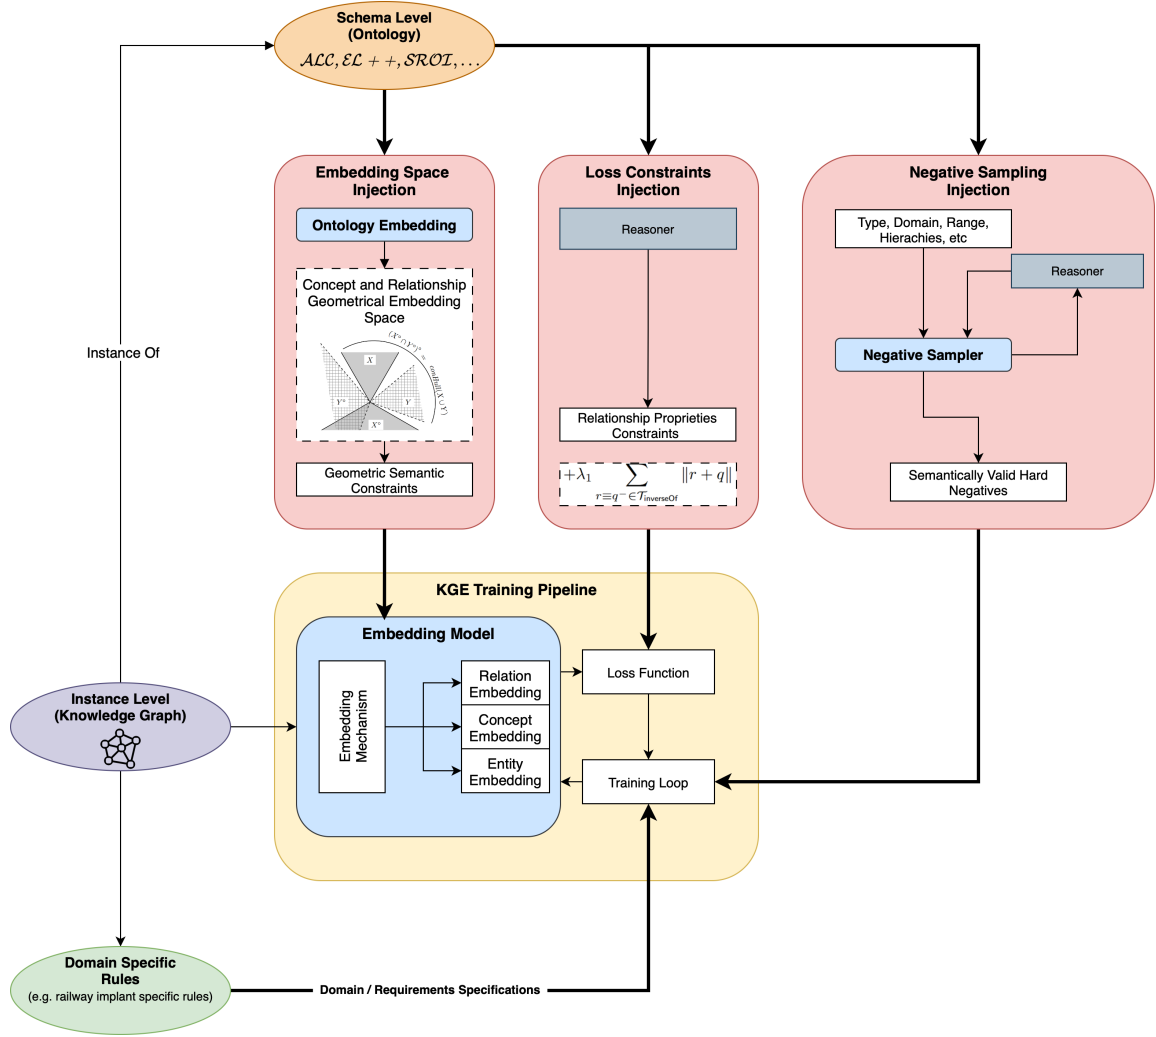 Schema Level
(Ontology)
𝒜ℒ𝒞, ℰℒ + +, 𝒮ℛ𝒪ℐ, . . .
Instance Of
Embedding Space
Injection
Ontology Embedding
Concept and Relationship
Geometrical Embedding
Space
(X° ∩ Y°)° =
conHull(X ∪ Y)
X
Y°
Y
X°
Geometric Semantic
Constraints
Loss Constraints
Injection
Reasoner
Relationship Proprieties
Constraints
+λ₁ ∑ ‖r + q‖
r≡q⁻∈𝒯inverseOf
Negative Sampling
Injection
Type, Domain, Range,
Hierachies, etc
Reasoner
Negative Sampler
Semantically Valid Hard
Negatives
KGE Training Pipeline
Embedding Model
Embedding
Mechanism
Relation
Embedding
Concept
Embedding
Entity
Embedding
Loss Function
Training Loop
Instance Level
(Knowledge Graph)
Domain Specific
Rules
(e.g. railway implant specific rules)
Domain / Requirements Specifications